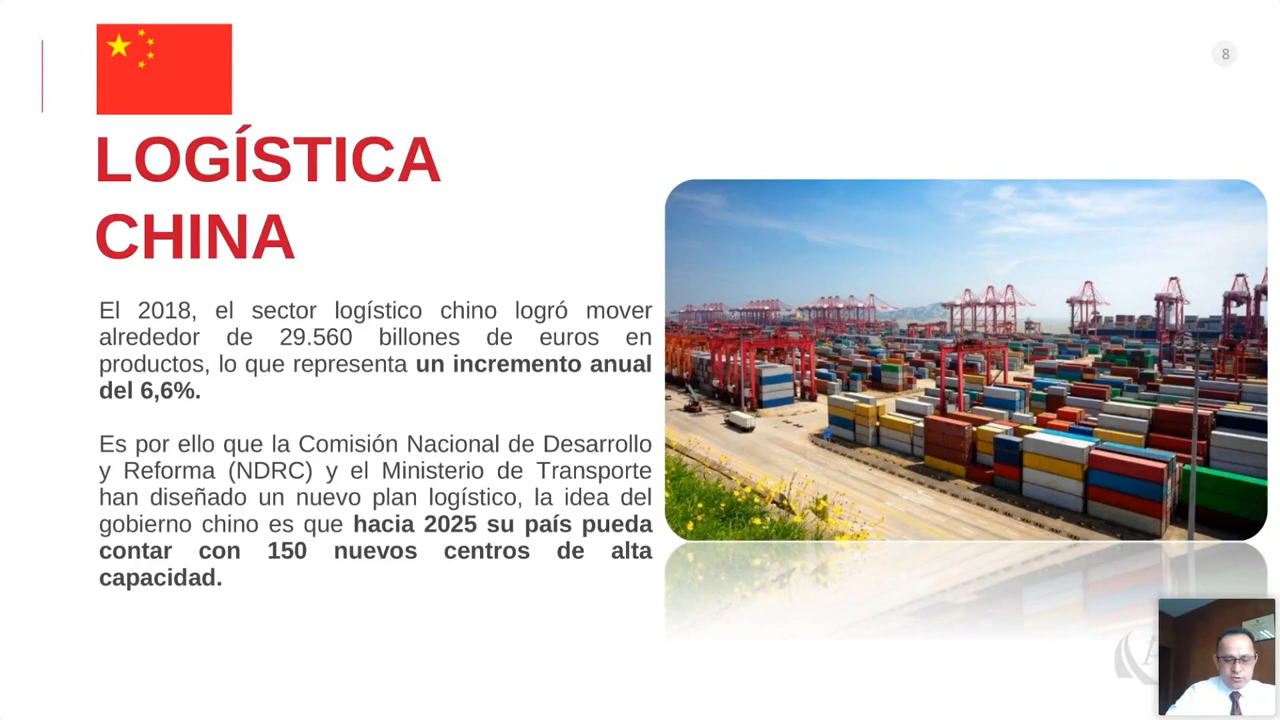 8
LOGÍSTICA
CHINA
El 2018, el sector logístico chino logró mover
alrededor de 29.560 billones de euros en
productos, lo que representa un incremento anual
del 6,6%.
Es por ello que la Comisión Nacional de Desarrollo
y Reforma (NDRC) y el Ministerio de Transporte
han diseñado un nuevo plan logístico, la idea del
gobierno chino es que hacia 2025 su país pueda
contar con 150 nuevos centros de alta
capacidad.